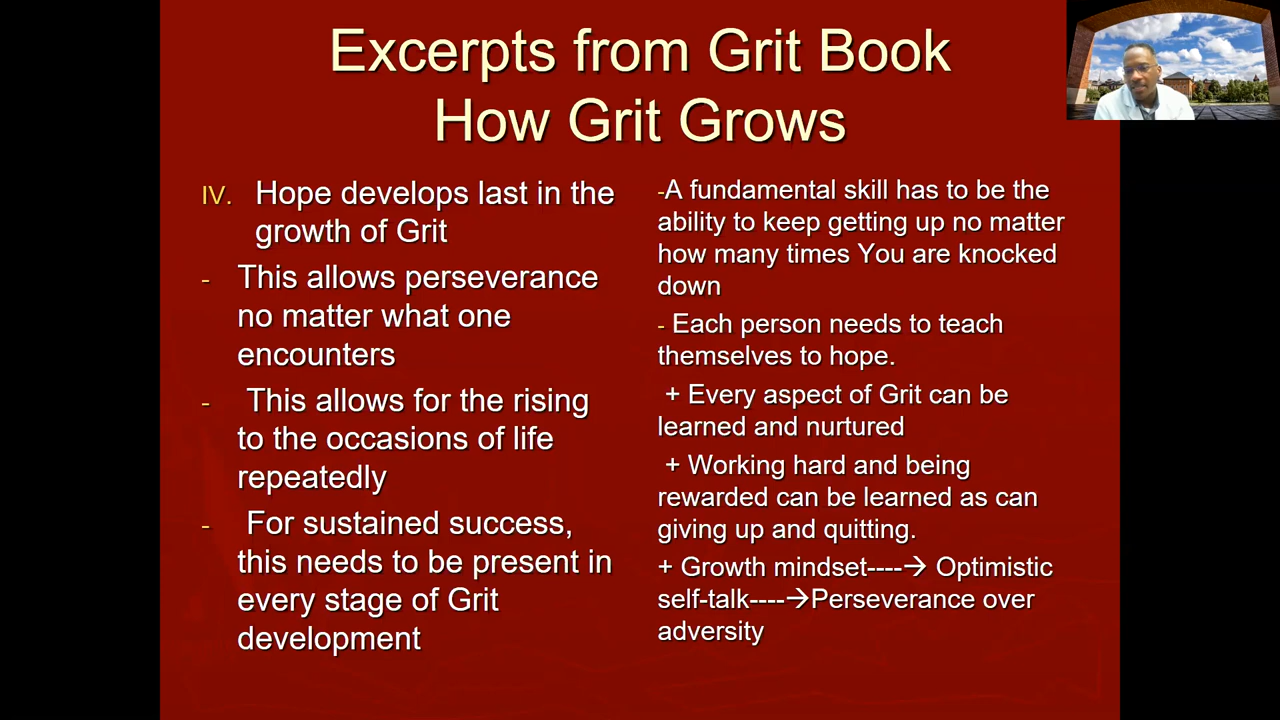 Excerpts from Grit Book
How Grit Grows
IV. Hope develops last in the
growth of Grit
- This allows perseverance
no matter what one
encounters
- This allows for the rising
to the occasions of life
repeatedly
- For sustained success,
this needs to be present in
every stage of Grit
development
-A fundamental skill has to be the
ability to keep getting up no matter
how many times You are knocked
down
- Each person needs to teach
themselves to hope.
+ Every aspect of Grit can be
learned and nurtured
+ Working hard and being
rewarded can be learned as can
giving up and quitting.
+ Growth mindset----→ Optimistic
self-talk----→Perseverance over
adversity